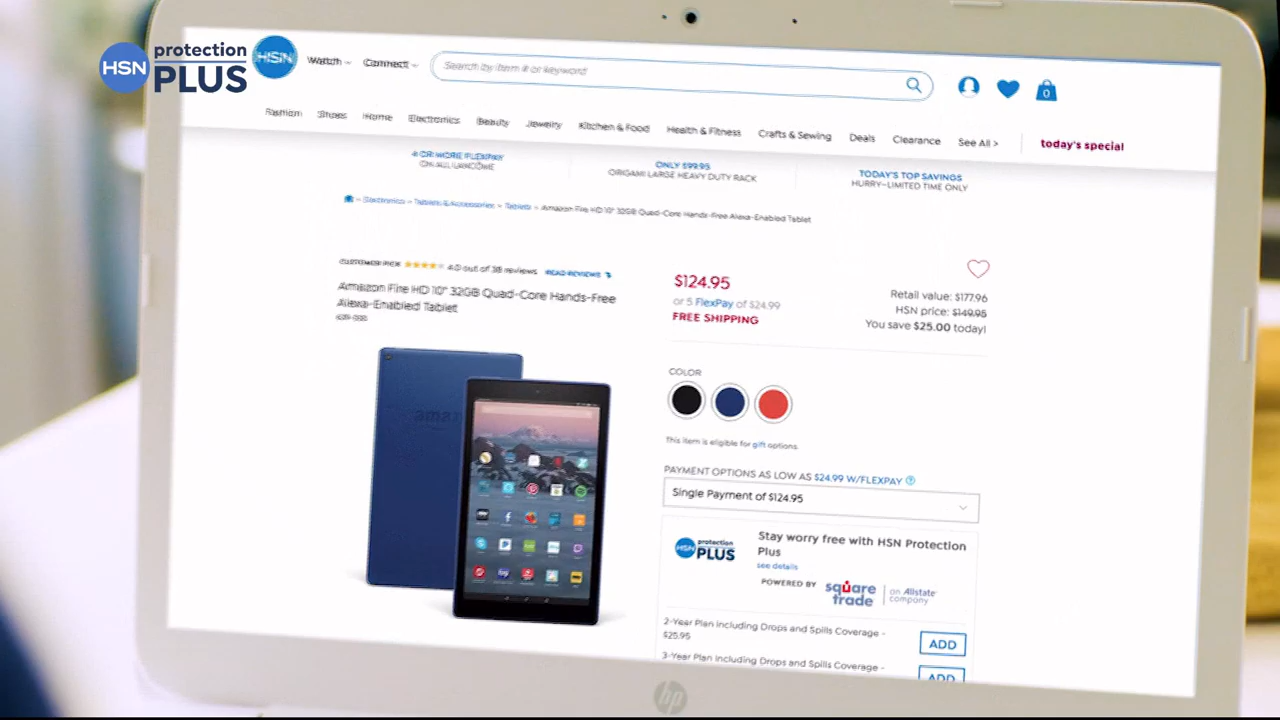 HSN protection PLUS
HSN
Watch
Connect
Search by item # or keyword
0
Fashion
Shoes
Home
Electronics
Beauty
Jewelry
Kitchen & Food
Health & Fitness
Crafts & Sewing
Deals
Clearance
See All >
today's special
4 OR MORE FLEXPAY
ON ALL LANCOME
ONLY $99.95
ORIGAMI LARGE HEAVY DUTY RACK
TODAY'S TOP SAVINGS
HURRY–LIMITED TIME ONLY
Electronics > Tablets & Accessories > Tablets > Amazon Fire HD 10" 32GB Quad-Core Hands-Free Alexa-Enabled Tablet
CUSTOMER PICK 4.0 out of 38 reviews READ REVIEWS
Amazon Fire HD 10" 32GB Quad-Core Hands-Free
Alexa-Enabled Tablet
$124.95
or 5 FlexPay of $24.99
FREE SHIPPING
Retail value: $177.96
HSN price: $149.95
You save $25.00 today!
COLOR
This item is eligible for gift options.
PAYMENT OPTIONS AS LOW AS $24.99 W/FLEXPAY ?
Single Payment of $124.95
HSN protection PLUS
Stay worry free with HSN Protection
Plus
see details
POWERED BY square trade an Allstate company
2-Year Plan including Drops and Spills Coverage -
$25.95
ADD
3-Year Plan including Drops and Spills Coverage -
ADD
hp